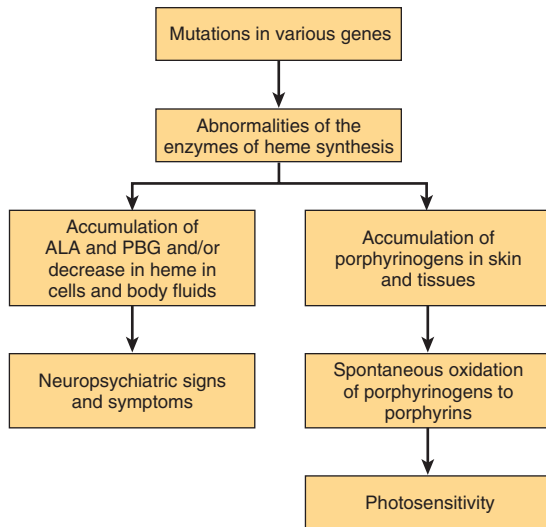 Mutations in various genes
Abnormalities of the
enzymes of heme synthesis
Accumulation of
ALA and PBG and/or
decrease in heme in
cells and body fluids
Accumulation of
porphyrinogens in skin
and tissues
Neuropsychiatric signs
and symptoms
Spontaneous oxidation
of porphyrinogens to
porphyrins
Photosensitivity